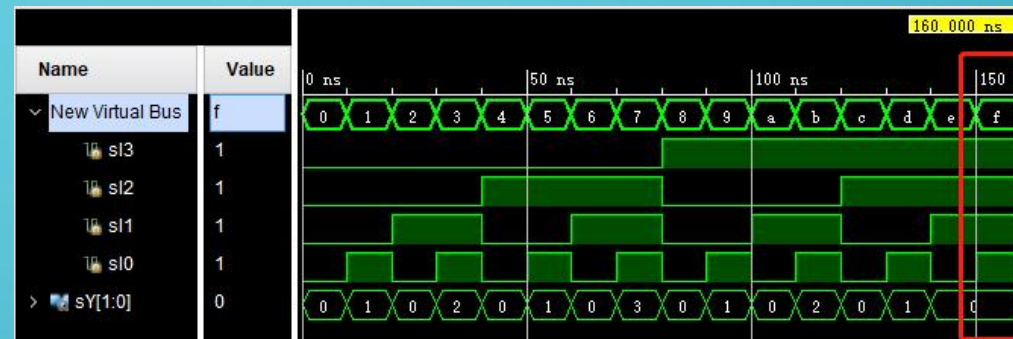 160.000 ns
Name Value
0 ns 50 ns 100 ns 150
New Virtual Bus f 0 1 2 3 4 5 6 7 8 9 a b c d e f
sI3 1
sI2 1
sI1 1
sI0 1
sY[1:0] 0 0 1 0 2 0 1 0 3 0 1 0 2 0 1 0